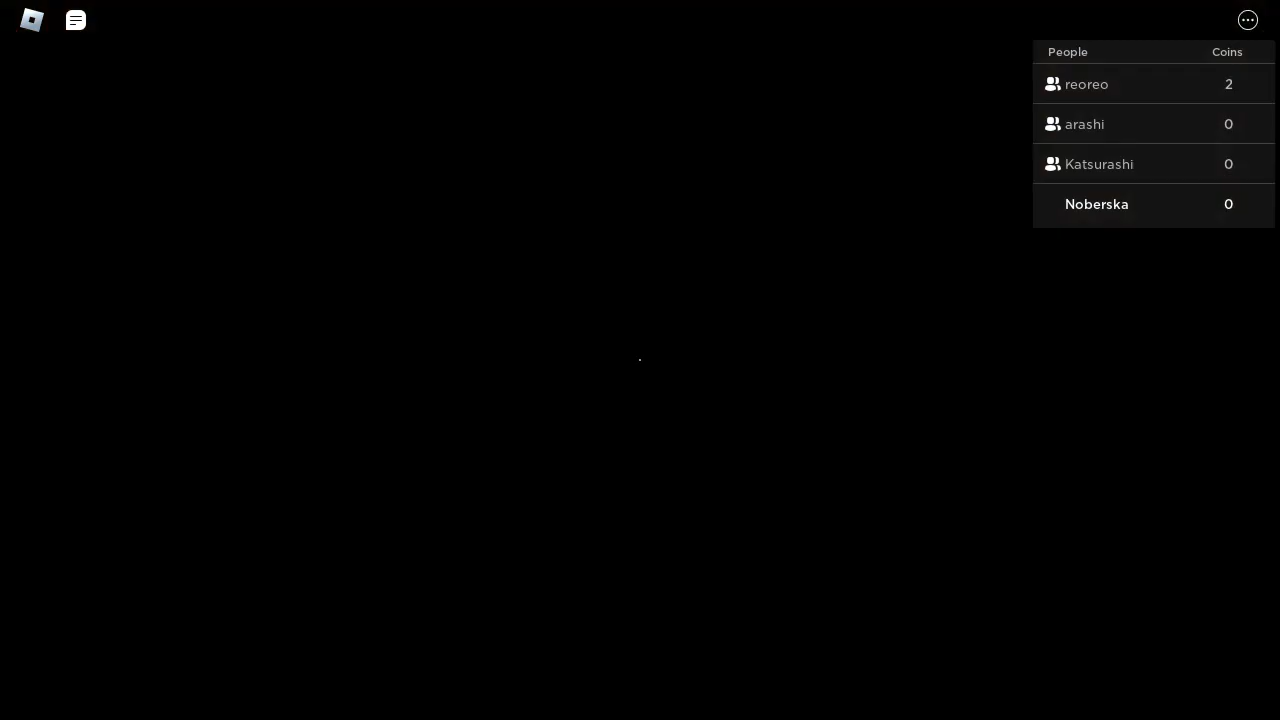 People Coins
reoreo 2
arashi 0
Katsurashi 0
Noberska 0